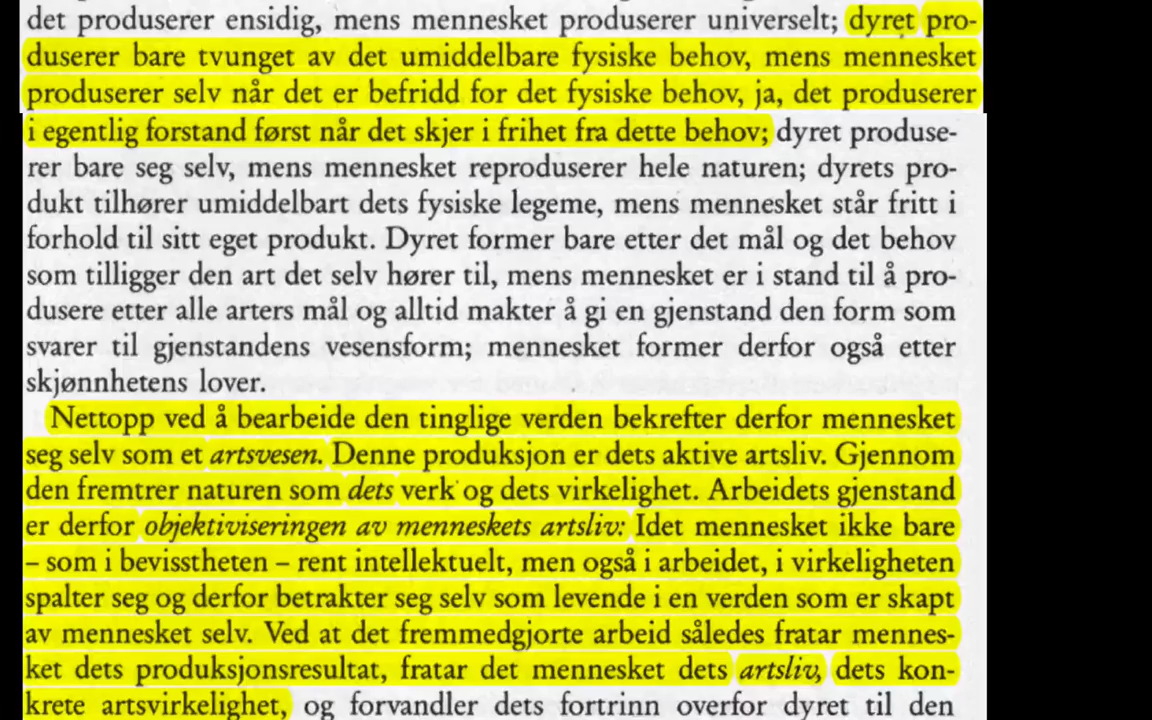 det produserer ensidig, mens mennesket produserer universelt; dyret pro-
duserer bare tvunget av det umiddelbare fysiske behov, mens mennesket
produserer selv når det er befridd for det fysiske behov, ja, det produserer
i egentlig forstand først når det skjer i frihet fra dette behov; dyret produse-
rer bare seg selv, mens mennesket reproduserer hele naturen; dyrets pro-
dukt tilhører umiddelbart dets fysiske legeme, mens mennesket står fritt i
forhold til sitt eget produkt. Dyret former bare etter det mål og det behov
som tilligger den art det selv hører til, mens mennesket er i stand til å pro-
dusere etter alle arters mål og alltid makter å gi en gjenstand den form som
svarer til gjenstandens vesensform; mennesket former derfor også etter
skjønnhetens lover.
Nettopp ved å bearbeide den tinglige verden bekrefter derfor mennesket
seg selv som et artsvesen. Denne produksjon er dets aktive artsliv. Gjennom
den fremtrer naturen som dets verk og dets virkelighet. Arbeidets gjenstand
er derfor objektiviseringen av menneskets artsliv: Idet mennesket ikke bare
– som i bevisstheten – rent intellektuelt, men også i arbeidet, i virkeligheten
spalter seg og derfor betrakter seg selv som levende i en verden som er skapt
av mennesket selv. Ved at det fremmedgjorte arbeid således fratar mennes-
ket dets produksjonsresultat, fratar det mennesket dets artsliv, dets kon-
krete artsvirkelighet, og forvandler dets fortrinn overfor dyret til den